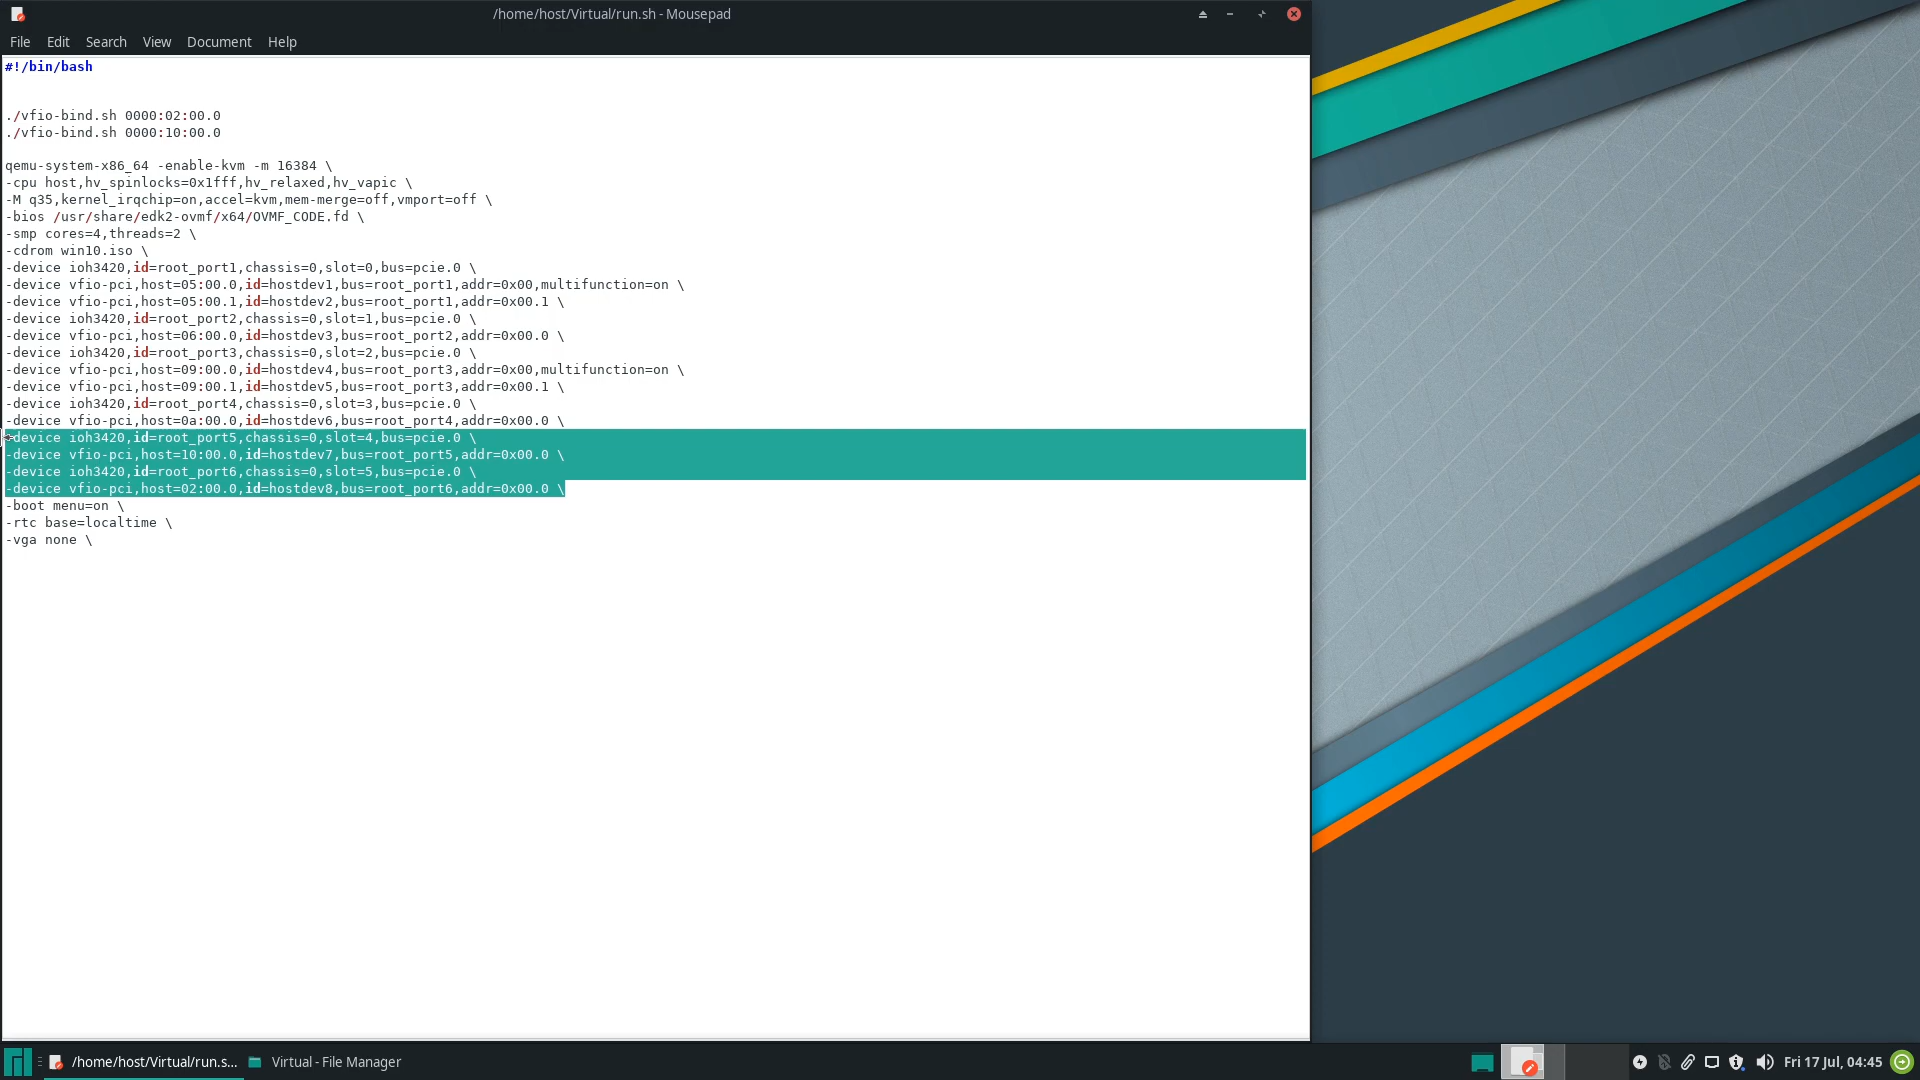 /home/host/Virtual/run.sh - Mousepad
File Edit Search View Document Help
#!/bin/bash
./vfio-bind.sh 0000:02:00.0
./vfio-bind.sh 0000:10:00.0
qemu-system-x86_64 -enable-kvm -m 16384 \
-cpu host,hv_spinlocks=0x1fff,hv_relaxed,hv_vapic \
-M q35,kernel_irqchip=on,accel=kvm,mem-merge=off,vmport=off \
-bios /usr/share/edk2-ovmf/x64/OVMF_CODE.fd \
-smp cores=4,threads=2 \
-cdrom win10.iso \
-device ioh3420,id=root_port1,chassis=0,slot=0,bus=pcie.0 \
-device vfio-pci,host=05:00.0,id=hostdev1,bus=root_port1,addr=0x00,multifunction=on \
-device vfio-pci,host=05:00.1,id=hostdev2,bus=root_port1,addr=0x00.1 \
-device ioh3420,id=root_port2,chassis=0,slot=1,bus=pcie.0 \
-device vfio-pci,host=06:00.0,id=hostdev3,bus=root_port2,addr=0x00.0 \
-device ioh3420,id=root_port3,chassis=0,slot=2,bus=pcie.0 \
-device vfio-pci,host=09:00.0,id=hostdev4,bus=root_port3,addr=0x00,multifunction=on \
-device vfio-pci,host=09:00.1,id=hostdev5,bus=root_port3,addr=0x00.1 \
-device ioh3420,id=root_port4,chassis=0,slot=3,bus=pcie.0 \
-device vfio-pci,host=0a:00.0,id=hostdev6,bus=root_port4,addr=0x00.0 \
-device ioh3420,id=root_port5,chassis=0,slot=4,bus=pcie.0 \
-device vfio-pci,host=10:00.0,id=hostdev7,bus=root_port5,addr=0x00.0 \
-device ioh3420,id=root_port6,chassis=0,slot=5,bus=pcie.0 \
-device vfio-pci,host=02:00.0,id=hostdev8,bus=root_port6,addr=0x00.0 \
-boot menu=on \
-rtc base=localtime \
-vga none \
/home/host/Virtual/run.s... Virtual - File Manager Fri 17 Jul, 04:45